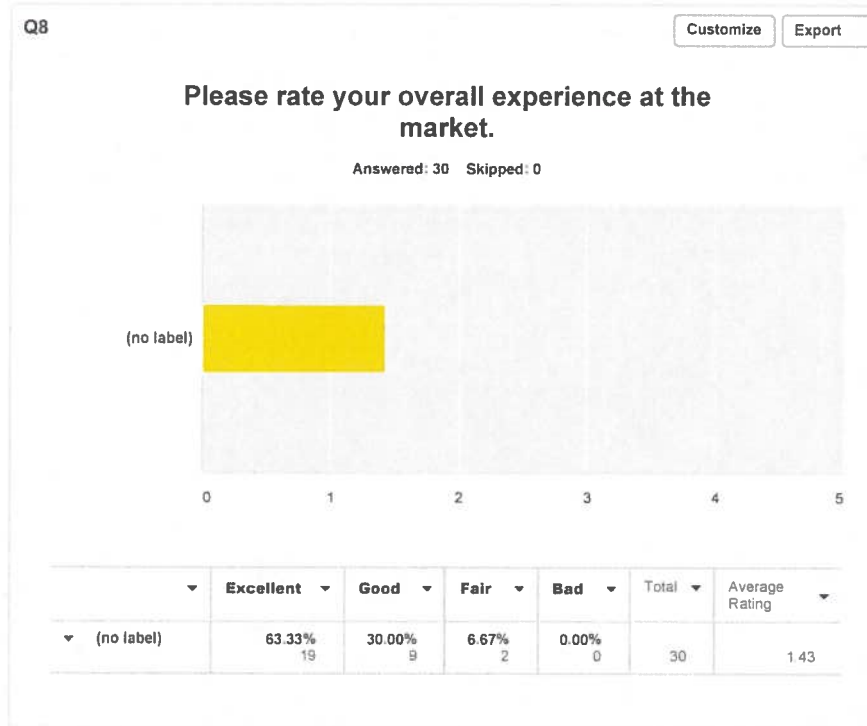 Q8
Customize Export
Please rate your overall experience at the
market.
Answered: 30 Skipped: 0
(no label)
0 1 2 3 4 5
Excellent Good Fair Bad Total Average
Rating
(no label) 63.33% 30.00% 6.67% 0.00%
19 9 2 0 30 1.43